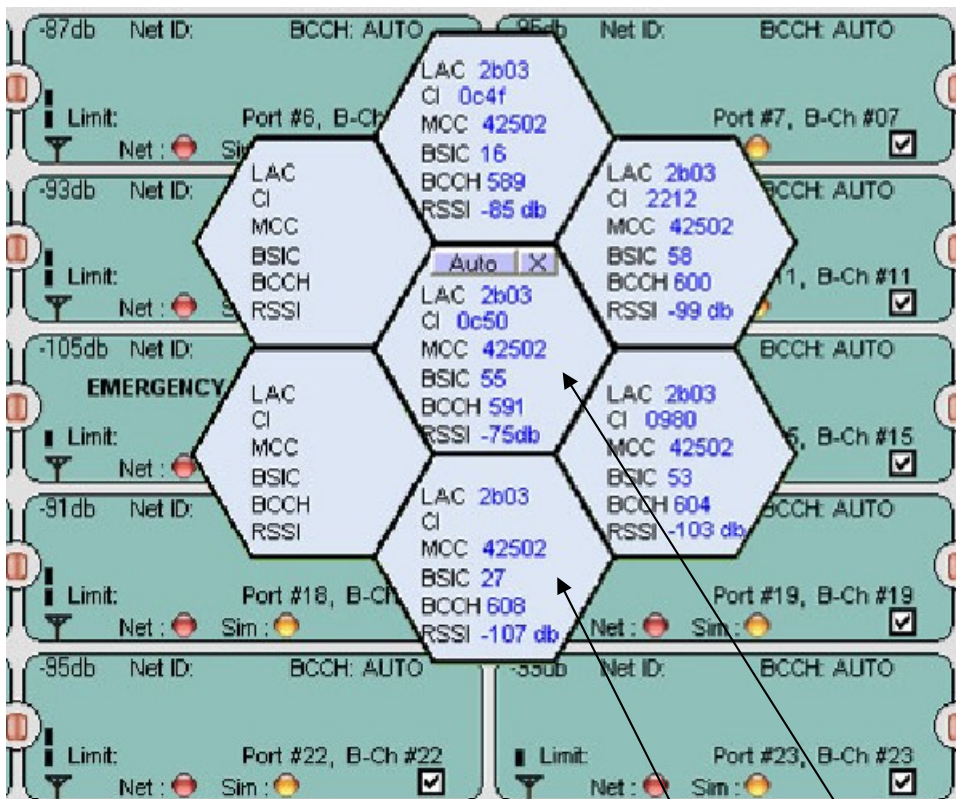 -87db Net ID: BCCH: AUTO
Limit: Port #6, B-Ch
Net :
-85db Net ID: BCCH: AUTO
Port #7, B-Ch #07
-93db Net ID:
Limit:
Net :
BCCH: AUTO
B-Ch #11
-105db Net ID:
EMERGENCY
Limit:
Net :
BCCH: AUTO
B-Ch #15
-91db Net ID:
Limit: Port #18, B-Ch
Net : Sim :
BCCH: AUTO
Port #19, B-Ch #19
Net : Sim :
-95db Net ID: BCCH: AUTO
Limit: Port #22, B-Ch #22
Net : Sim :
Net ID: BCCH: AUTO
Limit: Port #23, B-Ch #23
Net : Sim :
LAC 2b03
CI 0c4f
MCC 42502
BSIC 16
BCCH 589
RSSI -85 db
LAC
CI
MCC
BSIC
BCCH
RSSI
LAC 2b03
CI 2212
MCC 42502
BSIC 58
BCCH 600
RSSI -99 db
Auto X
LAC 2b03
CI 0c50
MCC 42502
BSIC 55
BCCH 591
RSSI -75db
LAC
CI
MCC
BSIC
BCCH
RSSI
LAC 2b03
CI 0980
MCC 42502
BSIC 53
BCCH 604
RSSI -103 db
LAC 2b03
CI
MCC 42502
BSIC 27
BCCH 608
RSSI -107 db